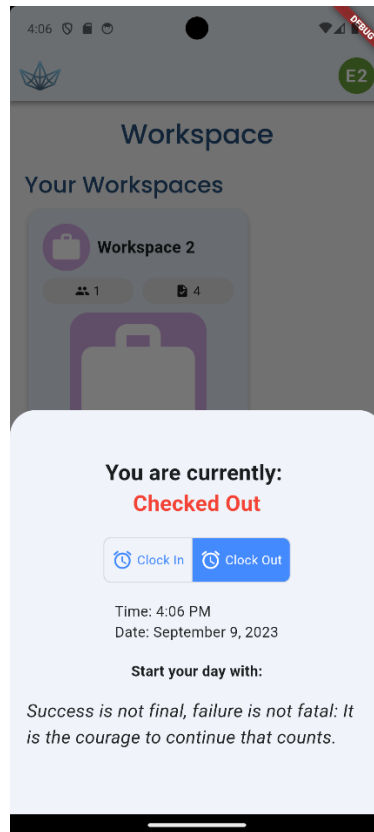 4:06
DEBUG
E2
Workspace
Your Workspaces
Workspace 2
1
4
You are currently:
Checked Out
Clock In
Clock Out
Time: 4:06 PM
Date: September 9, 2023
Start your day with:
Success is not final, failure is not fatal: It
is the courage to continue that counts.